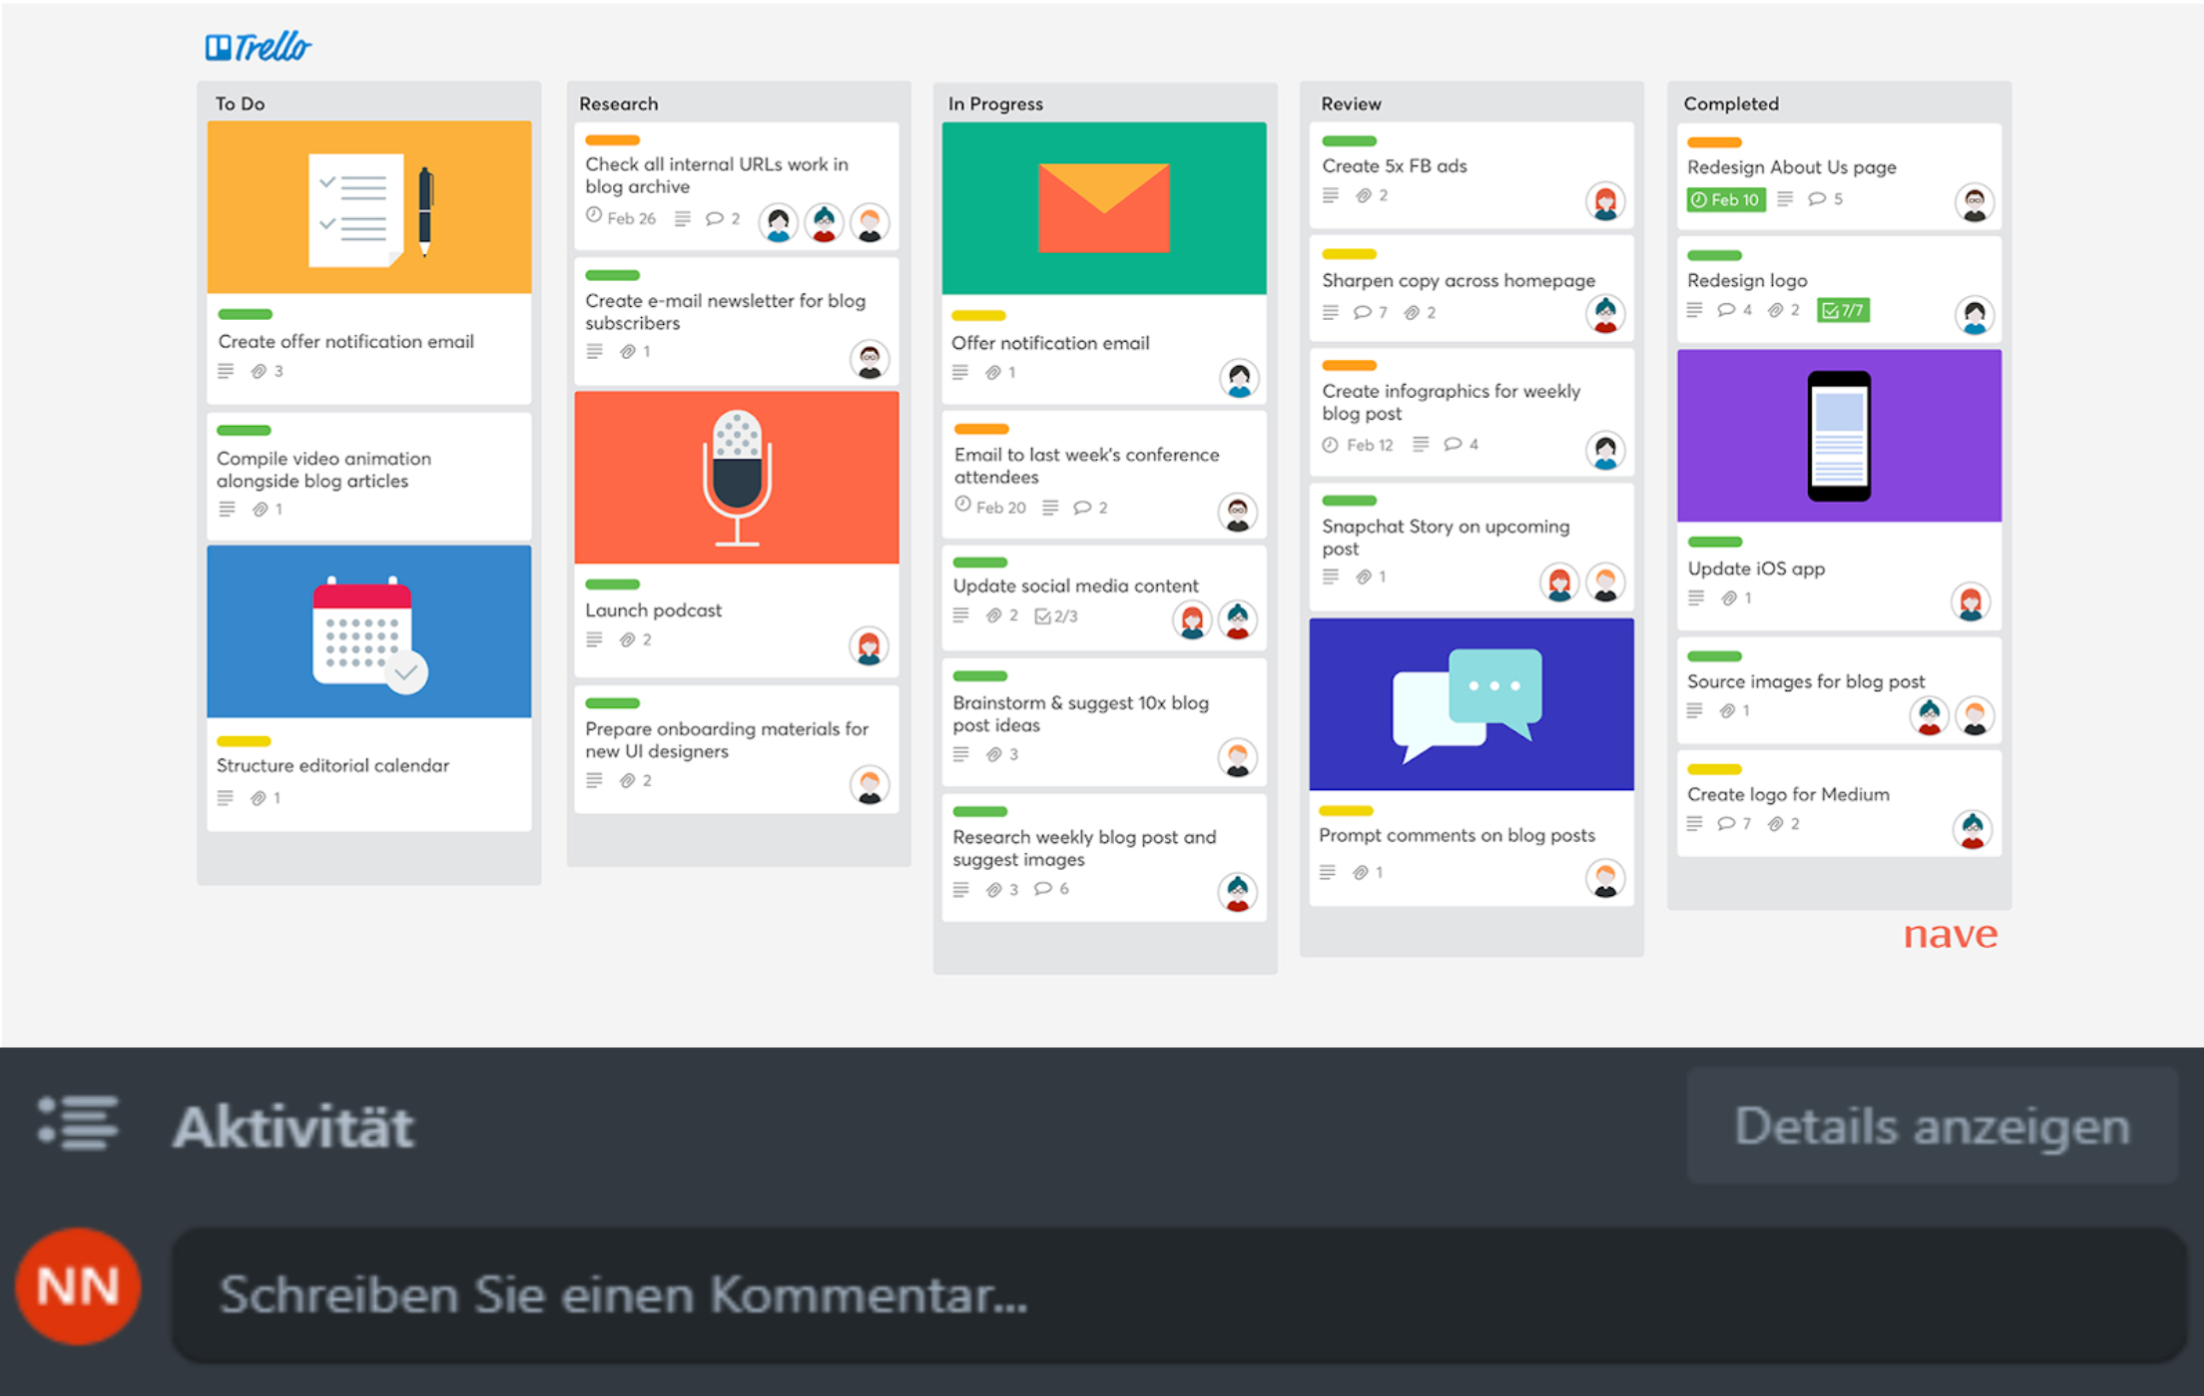 Trello
To Do
Create offer notification email
3
Compile video animation
alongside blog articles
1
Structure editorial calendar
1
Research
Check all internal URLs work in
blog archive
Feb 26 2
Create e-mail newsletter for blog
subscribers
1
Launch podcast
2
Prepare onboarding materials for
new UI designers
2
In Progress
Offer notification email
1
Email to last week's conference
attendees
Feb 20 2
Update social media content
2 2/3
Brainstorm & suggest 10x blog
post ideas
3
Research weekly blog post and
suggest images
3 6
Review
Create 5x FB ads
2
Sharpen copy across homepage
7 2
Create infographics for weekly
blog post
Feb 12 4
Snapchat Story on upcoming
post
1
Prompt comments on blog posts
1
Completed
Redesign About Us page
Feb 10 5
Redesign logo
4 2 7/7
Update iOS app
1
Source images for blog post
1
Create logo for Medium
7 2
nave
Aktivität
Details anzeigen
NN
Schreiben Sie einen Kommentar...